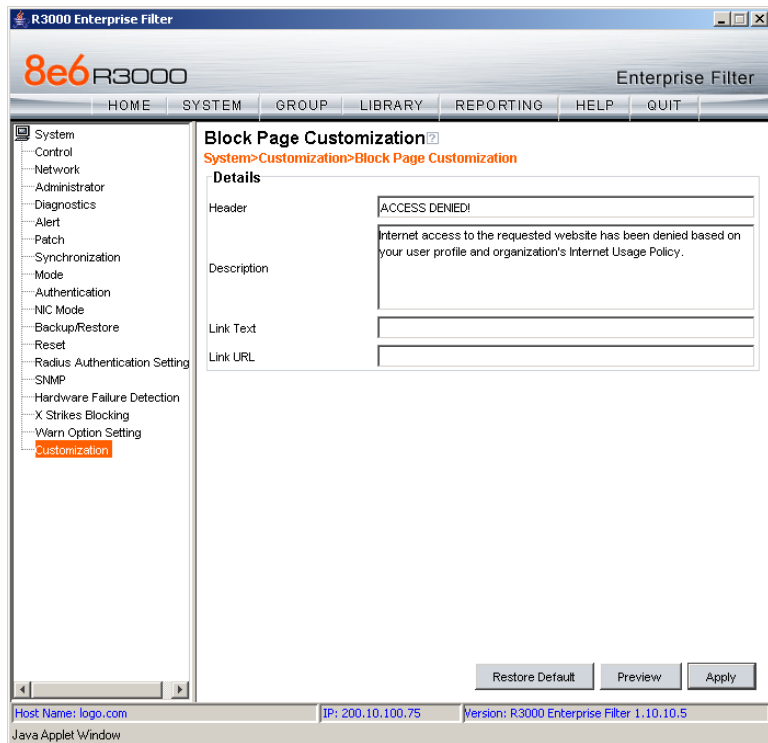 R3000 Enterprise Filter
8e6 R3000
Enterprise Filter
HOME SYSTEM GROUP LIBRARY REPORTING HELP QUIT
System
Control
Network
Administrator
Diagnostics
Alert
Patch
Synchronization
Mode
Authentication
NIC Mode
Backup/Restore
Reset
Radius Authentication Setting
SNMP
Hardware Failure Detection
X Strikes Blocking
Warn Option Setting
Customization
Block Page Customization?
System>Customization>Block Page Customization
Details
Header
ACCESS DENIED!
Description
Internet access to the requested website has been denied based on
your user profile and organization's Internet Usage Policy.
Link Text
Link URL
Restore Default Preview Apply
Host Name: logo.com IP: 200.10.100.75 Version: R3000 Enterprise Filter 1.10.10.5
Java Applet Window